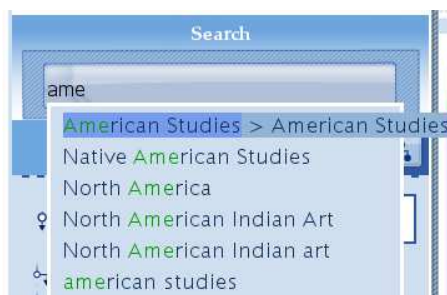 Search
ame
American Studies > American Studies
Native American Studies
North America
North American Indian Art
North American Indian art
american studies